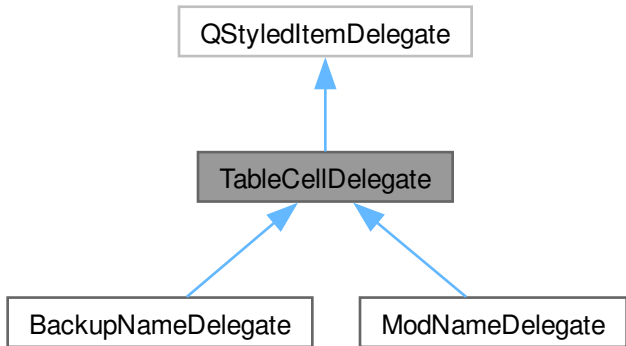 QStyledItemDelegate
TableCellDelegate
BackupNameDelegate
ModNameDelegate